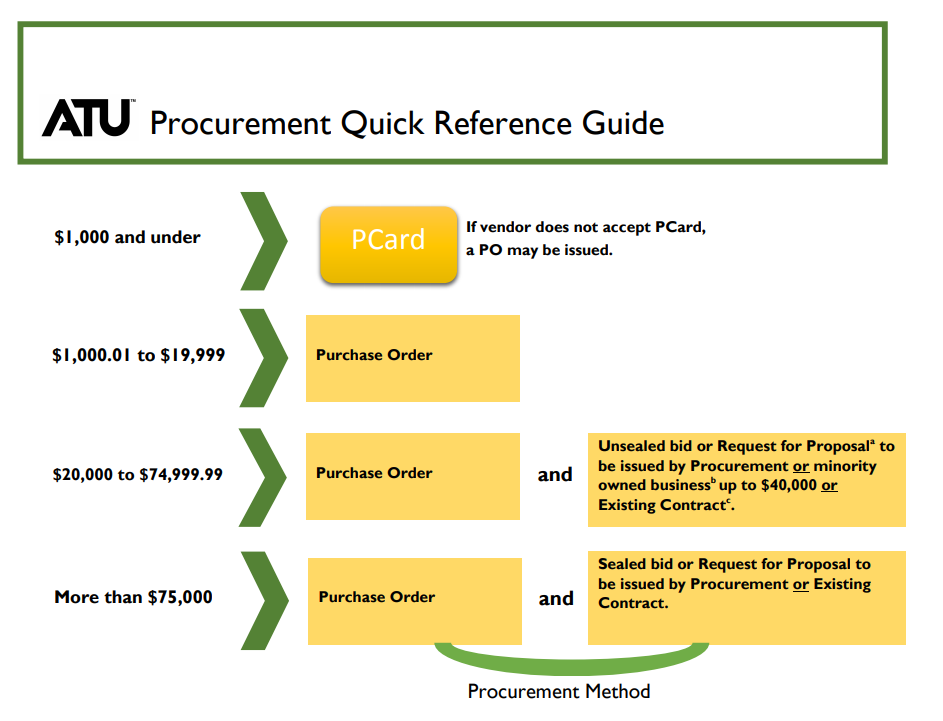 ATU™ Procurement Quick Reference Guide
$1,000 and under
PCard
If vendor does not accept PCard,
a PO may be issued.
$1,000.01 to $19,999
Purchase Order
$20,000 to $74,999.99
Purchase Order
and
Unsealed bid or Request for Proposalᵃ to
be issued by Procurement or minority
owned businessᵇ up to $40,000 or
Existing Contractᶜ.
More than $75,000
Purchase Order
and
Sealed bid or Request for Proposal to
be issued by Procurement or Existing
Contract.
Procurement Method